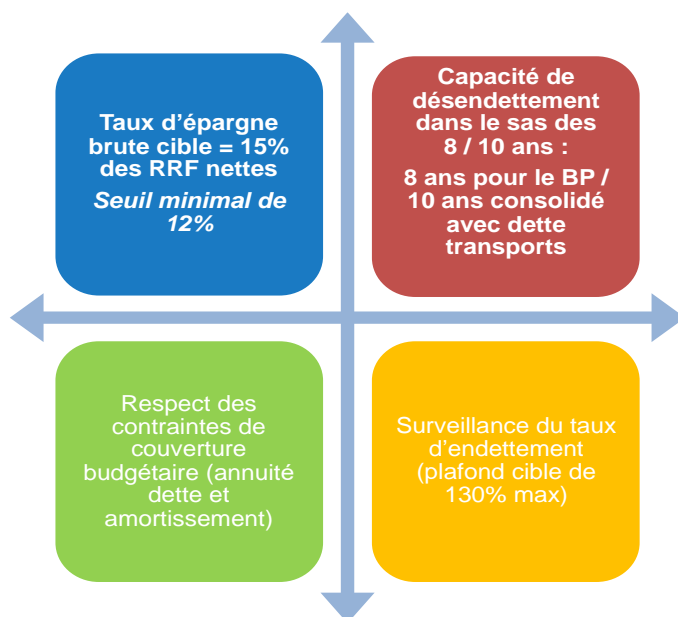 Taux d'épargne
brute cible = 15%
des RRF nettes
Seuil minimal de
12%
Capacité de
désendettement
dans le sas des
8 / 10 ans :
8 ans pour le BP /
10 ans consolidé
avec dette
transports
Respect des
contraintes de
couverture
budgétaire (annuité
dette et
amortissement)
Surveillance du taux
d'endettement
(plafond cible de
130% max)